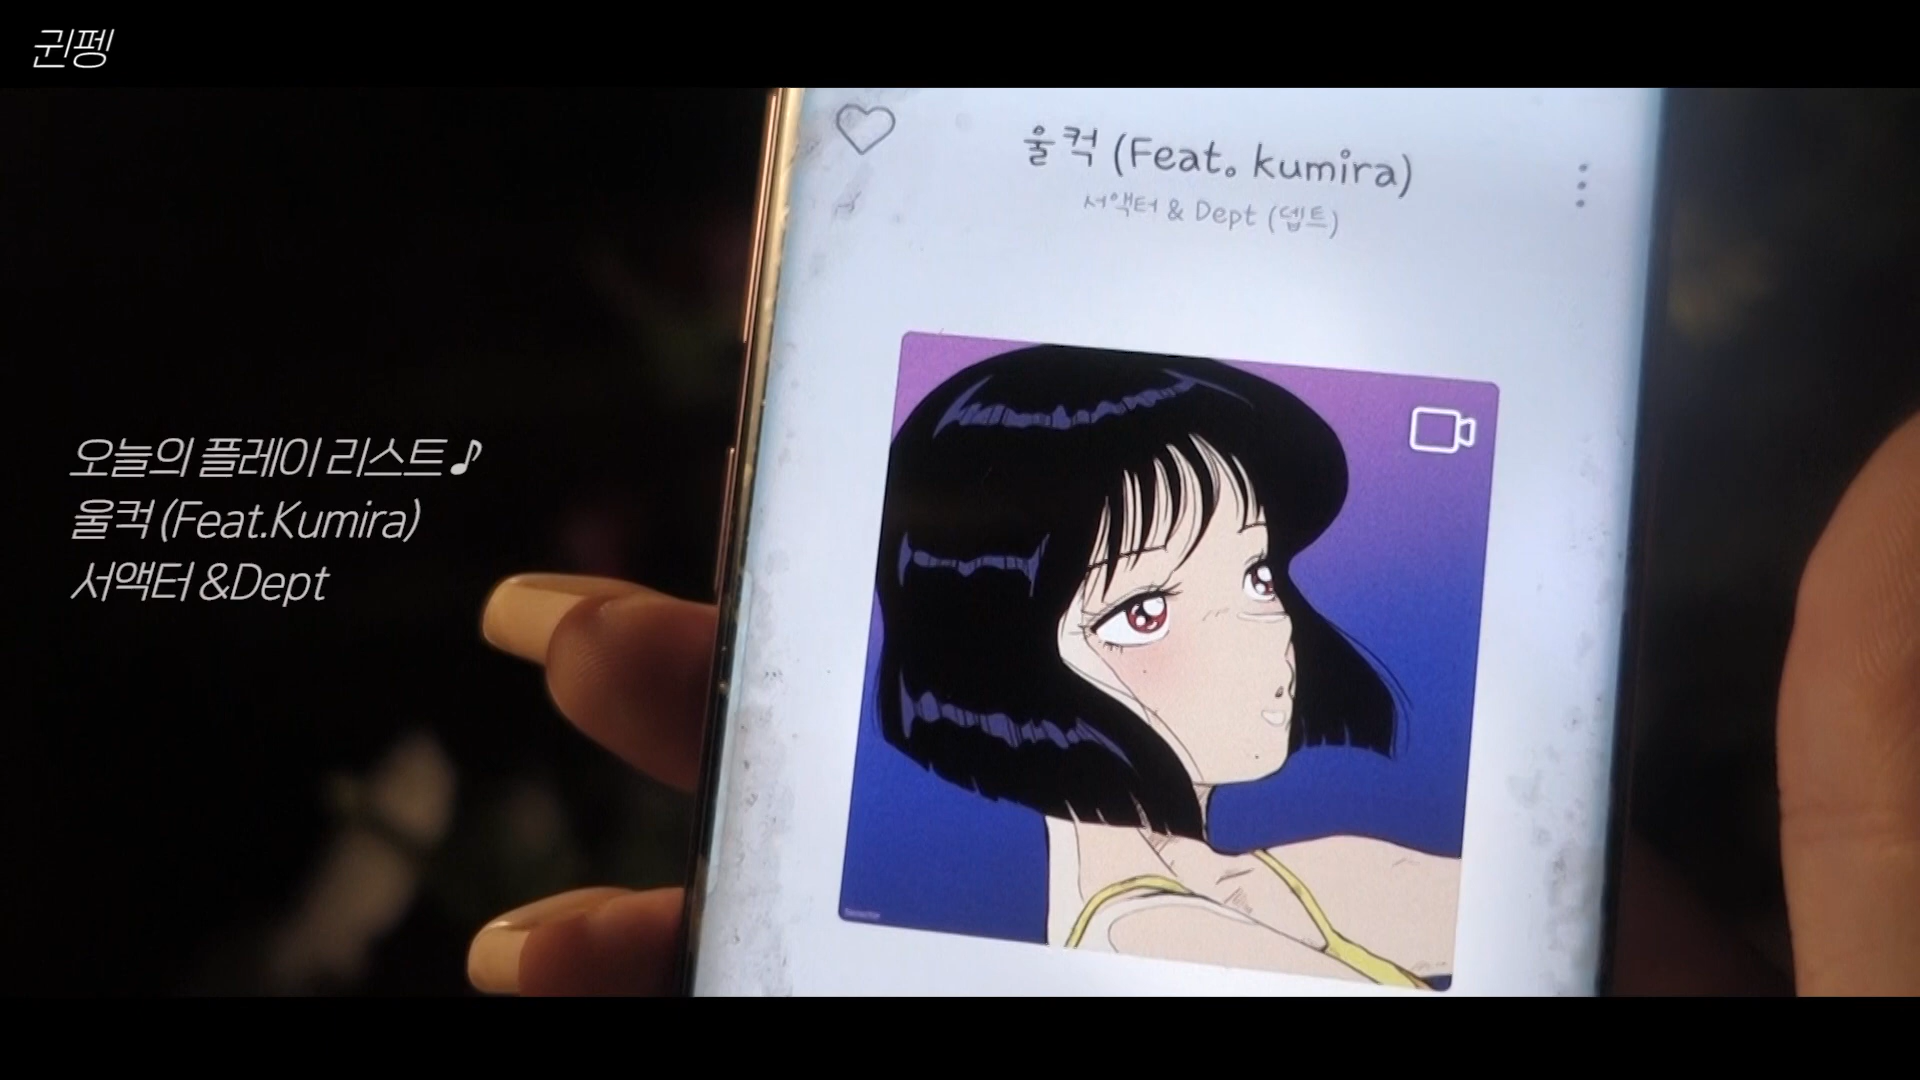 귄펭
울컥 (Feat. kumira)
서액터 & Dept (뎁트)
오늘의 플레이 리스트♪
울컥 (Feat.Kumira)
서액터 &Dept